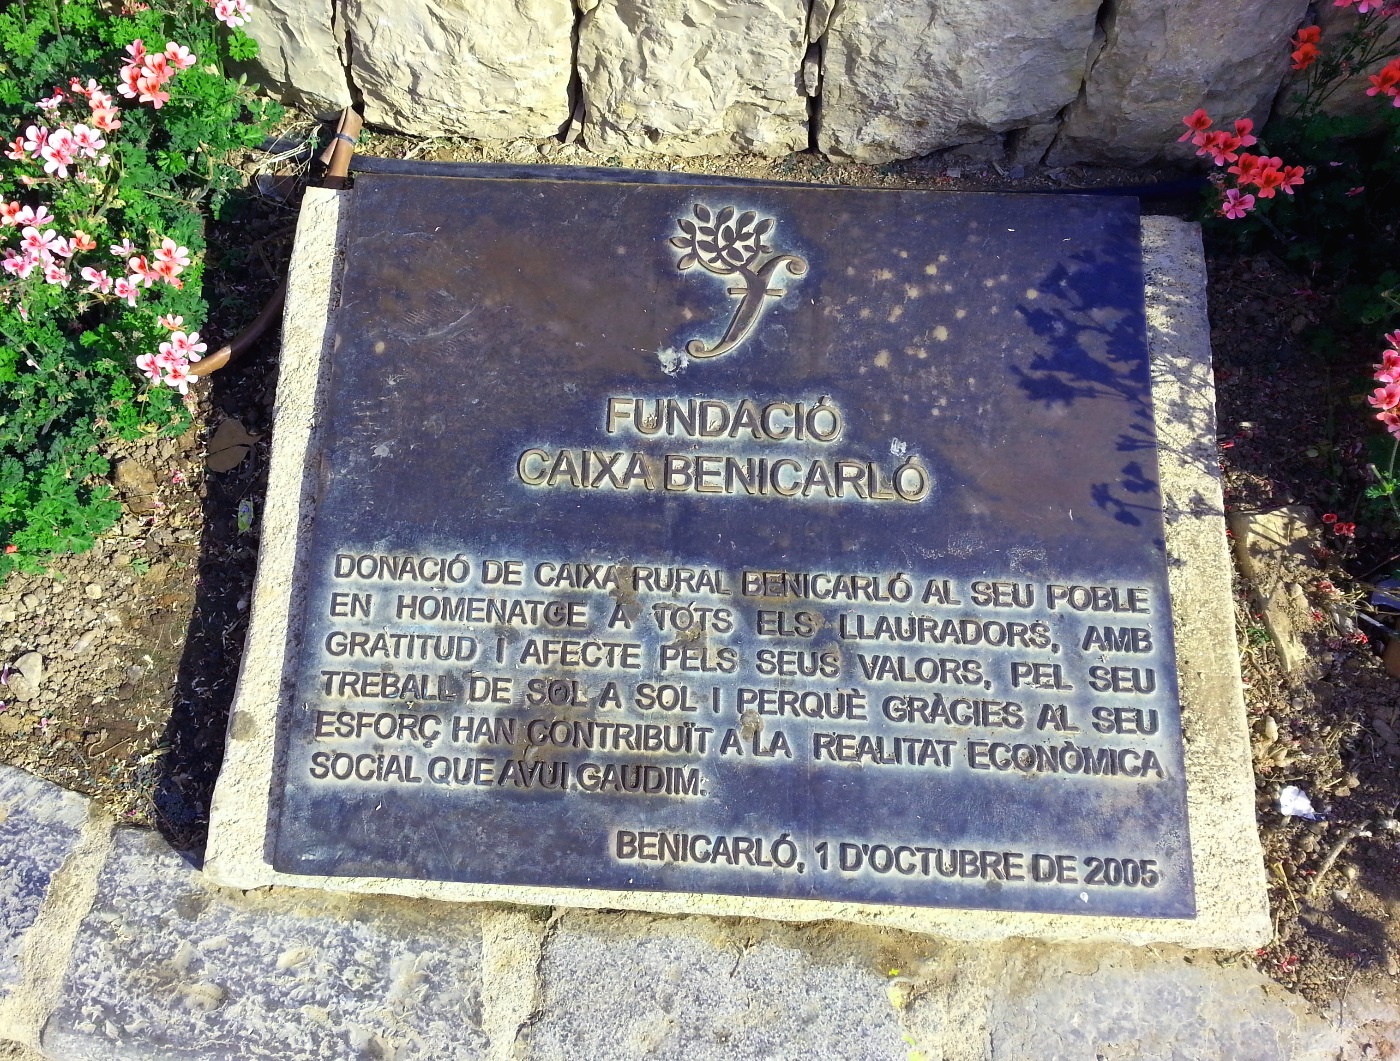 FUNDACIÓ
CAIXA BENICARLÓ
DONACIÓ DE CAIXA RURAL BENICARLÓ AL SEU POBLE
EN HOMENATGE A TOTS ELS LLAURADORS, AMB
GRATITUD I AFECTE PELS SEUS VALORS, PEL SEU
TREBALL DE SOL A SOL I PERQUÈ GRÀCIES AL SEU
ESFORÇ HAN CONTRIBUÏT A LA REALITAT ECONÒMICA
SOCIAL QUE AVUI GAUDIM.
BENICARLÓ, 1 D'OCTUBRE DE 2005